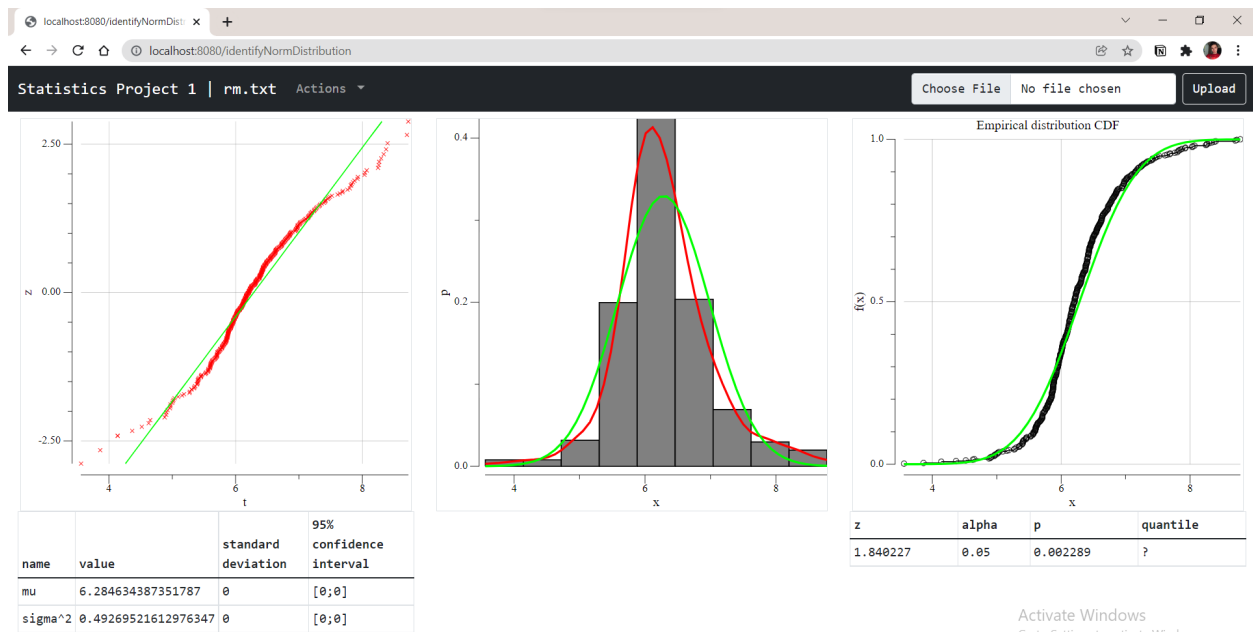 localhost:8080/identifyNormDist
localhost:8080/identifyNormDistribution
Statistics Project 1 | rm.txt Actions
Choose File No file chosen Upload
2.50
0.00
-2.50
z
4 6 8
t
0.4
0.2
0.0
p
4 6 8
x
Empirical distribution CDF
1.0
0.5
0.0
f(x)
4 6 8
x
name value standard deviation 95% confidence interval
mu 6.284634387351787 0 [0;0]
sigma^2 0.49269521612976347 0 [0;0]
z alpha p quantile
1.840227 0.05 0.002289 ?
Activate Windows